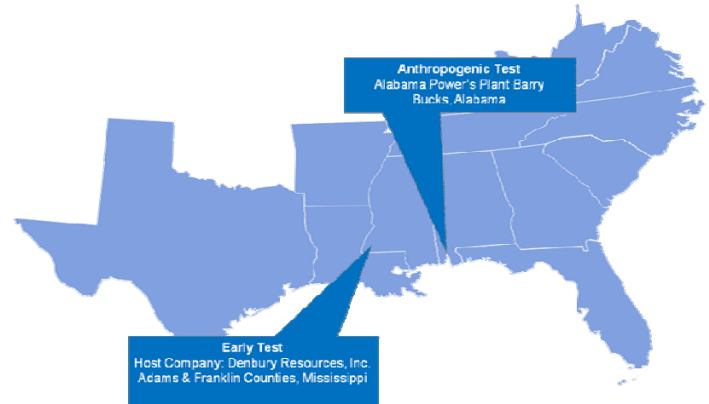 Anthropogenic Test
Alabama Power's Plant Barry
Bucks, Alabama
Early Test
Host Company: Denbury Resources, Inc.
Adams & Franklin Counties, Mississippi